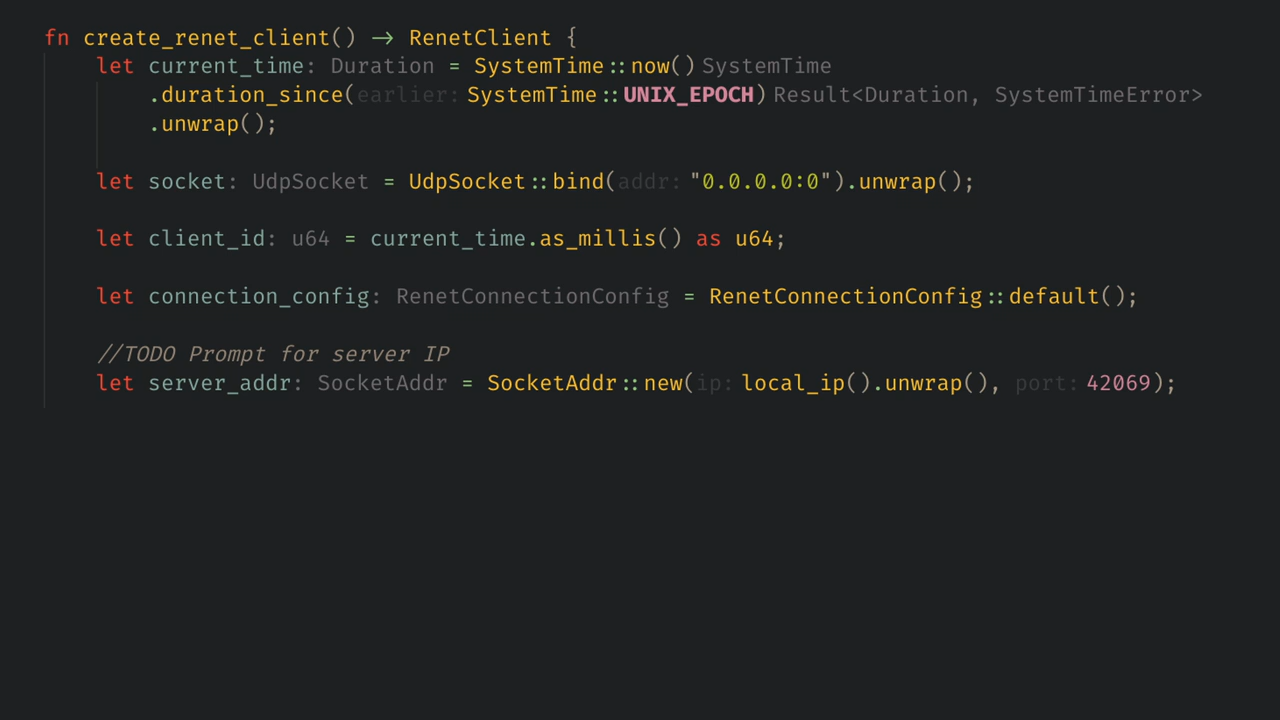 fn create_renet_client() → RenetClient {
let current_time: Duration = SystemTime::now() SystemTime
.duration_since(earlier: SystemTime::UNIX_EPOCH) Result<Duration, SystemTimeError>
.unwrap();
let socket: UdpSocket = UdpSocket::bind(addr: "0.0.0.0:0").unwrap();
let client_id: u64 = current_time.as_millis() as u64;
let connection_config: RenetConnectionConfig = RenetConnectionConfig::default();
//TODO Prompt for server IP
let server_addr: SocketAddr = SocketAddr::new(ip: local_ip().unwrap(), port: 42069);